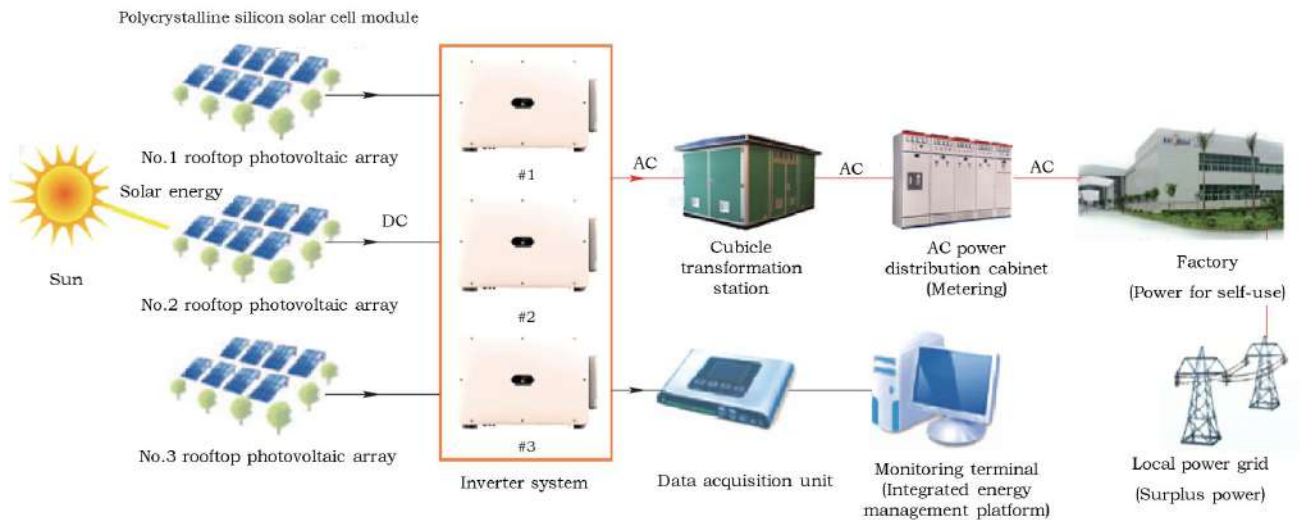 Polycrystalline silicon solar cell module
No.1 rooftop photovoltaic array
Solar energy
Sun
DC
No.2 rooftop photovoltaic array
No.3 rooftop photovoltaic array
#1
#2
#3
Inverter system
AC
Cubicle
transformation
station
AC
AC power
distribution cabinet
(Metering)
AC
Factory
(Power for self-use)
Data acquisition unit
Monitoring terminal
(Integrated energy
management platform)
Local power grid
(Surplus power)